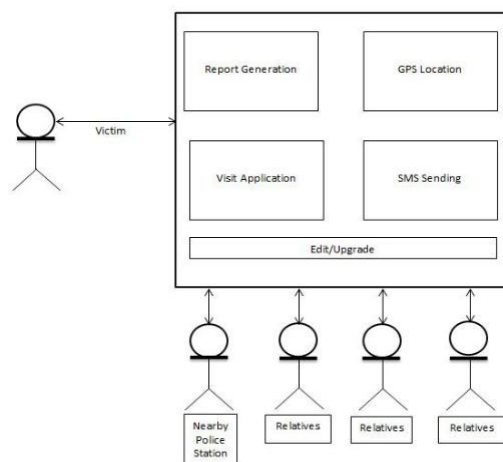 Report Generation
GPS Location
Victim
Visit Application
SMS Sending
Edit/Upgrade
Nearby
Police
Station
Relatives
Relatives
Relatives